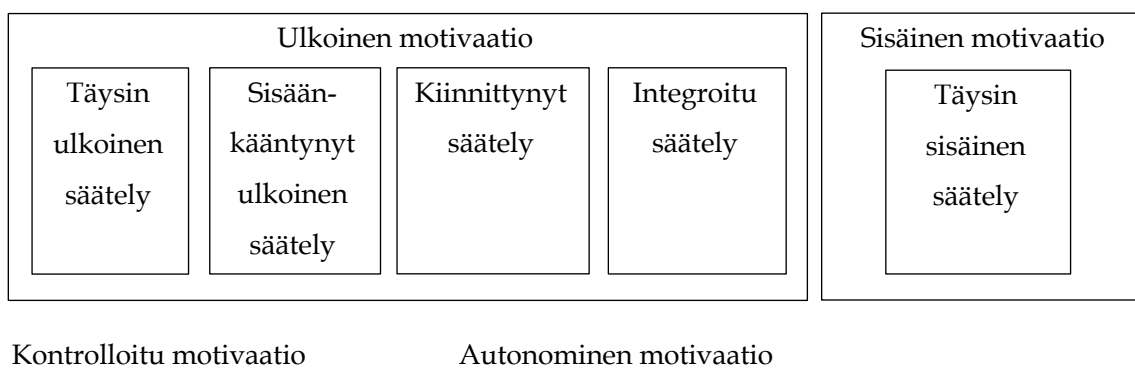 Ulkoinen motivaatio
Täysin
ulkoinen
säätely
Sisään-
kääntynyt
ulkoinen
säätely
Kiinnittynyt
säätely
Integroitu
säätely
Sisäinen motivaatio
Täysin
sisäinen
säätely
Kontrolloitu motivaatio
Autonominen motivaatio